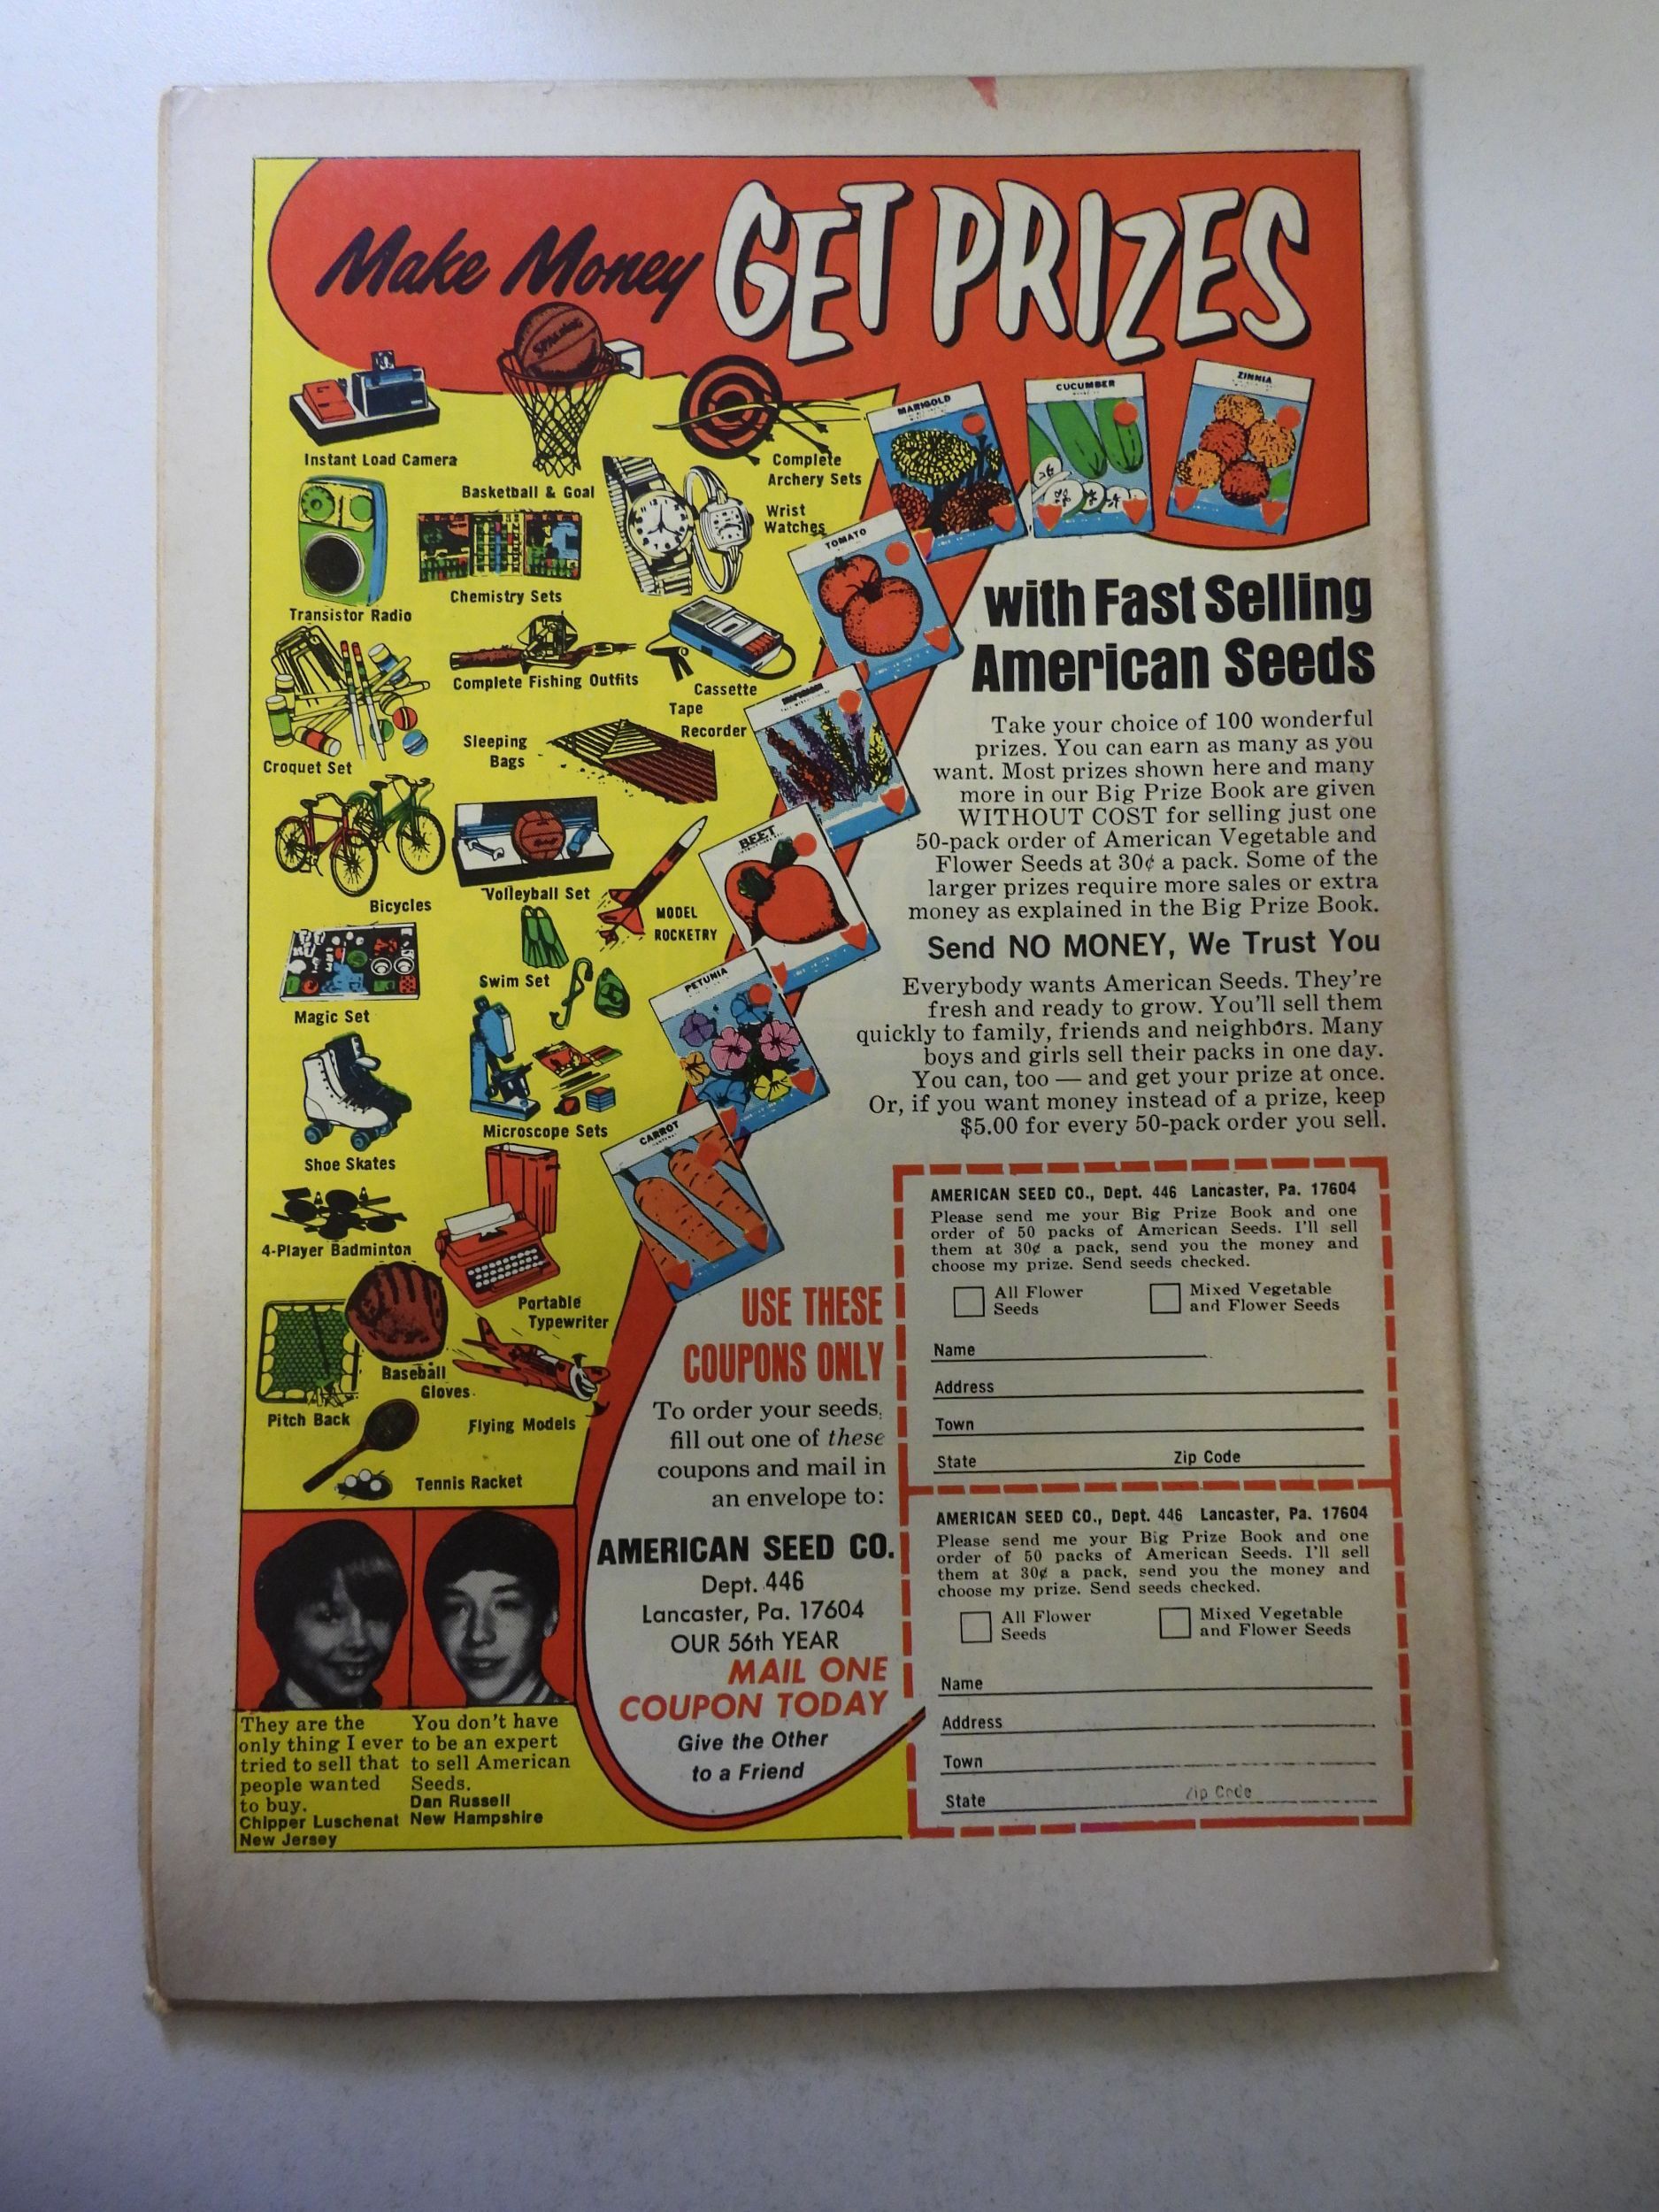 Make Money GET PRIZES
SPALDING
Instant Load Camera
Basketball & Goal
Complete
Archery Sets
Transistor Radio
Chemistry Sets
Wrist
Watches
Croquet Set
Complete Fishing Outfits
Cassette
Tape
Recorder
Sleeping
Bags
Bicycles
Volleyball Set
MODEL
ROCKETRY
Magic Set
Swim Set
Shoe Skates
Microscope Sets
4-Player Badminton
Portable
Typewriter
Baseball
Gloves
Pitch Back
Flying Models
Tennis Racket
MARIGOLD
CUCUMBER
ZINNIA
TOMATO
BEET
PETUNIA
CARROT
with Fast Selling
American Seeds
Take your choice of 100 wonderful
prizes. You can earn as many as you
want. Most prizes shown here and many
more in our Big Prize Book are given
WITHOUT COST for selling just one
50-pack order of American Vegetable and
Flower Seeds at 30¢ a pack. Some of the
larger prizes require more sales or extra
money as explained in the Big Prize Book.
Send NO MONEY, We Trust You
Everybody wants American Seeds. They're
fresh and ready to grow. You'll sell them
quickly to family, friends and neighbors. Many
boys and girls sell their packs in one day.
You can, too — and get your prize at once.
Or, if you want money instead of a prize, keep
$5.00 for every 50-pack order you sell.
USE THESE
COUPONS ONLY
To order your seeds,
fill out one of these
coupons and mail in
an envelope to:
AMERICAN SEED CO.
Dept. 446
Lancaster, Pa. 17604
OUR 56th YEAR
MAIL ONE
COUPON TODAY
Give the Other
to a Friend
AMERICAN SEED CO., Dept. 446 Lancaster, Pa. 17604
Please send me your Big Prize Book and one
order of 50 packs of American Seeds. I'll sell
them at 30¢ a pack, send you the money and
choose my prize. Send seeds checked.
All Flower
Seeds
Mixed Vegetable
and Flower Seeds
Name
Address
Town
State Zip Code
AMERICAN SEED CO., Dept. 446 Lancaster, Pa. 17604
Please send me your Big Prize Book and one
order of 50 packs of American Seeds. I'll sell
them at 30¢ a pack, send you the money and
choose my prize. Send seeds checked.
All Flower
Seeds
Mixed Vegetable
and Flower Seeds
Name
Address
Town
State Zip Code
They are the
only thing I ever
tried to sell that
people wanted
to buy.
Chipper Luschenat
New Jersey
You don't have
to be an expert
to sell American
Seeds.
Dan Russell
New Hampshire